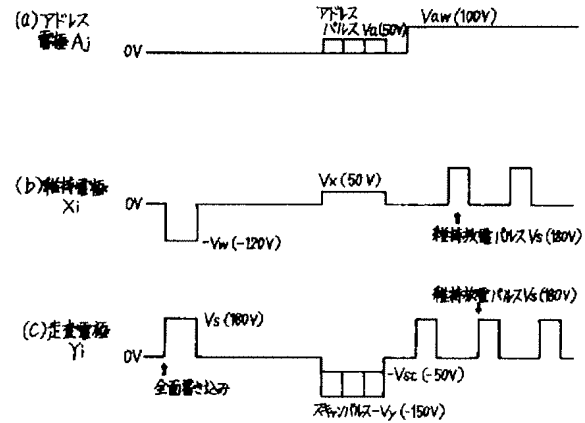 (a)アドレス
電極Aj
アドレス
パルス Va(50V)
Vaw(100V)
0V
(b)維持電極
Xi
0V
-Vw(-120V)
Vx(50V)
維持放電パルスVs(180V)
(C)走査電極
Yi
0V
Vs(180V)
全面書き込み
維持放電パルスVs(180V)
-Vsc(-50V)
スキャンパルス-Vy(-150V)